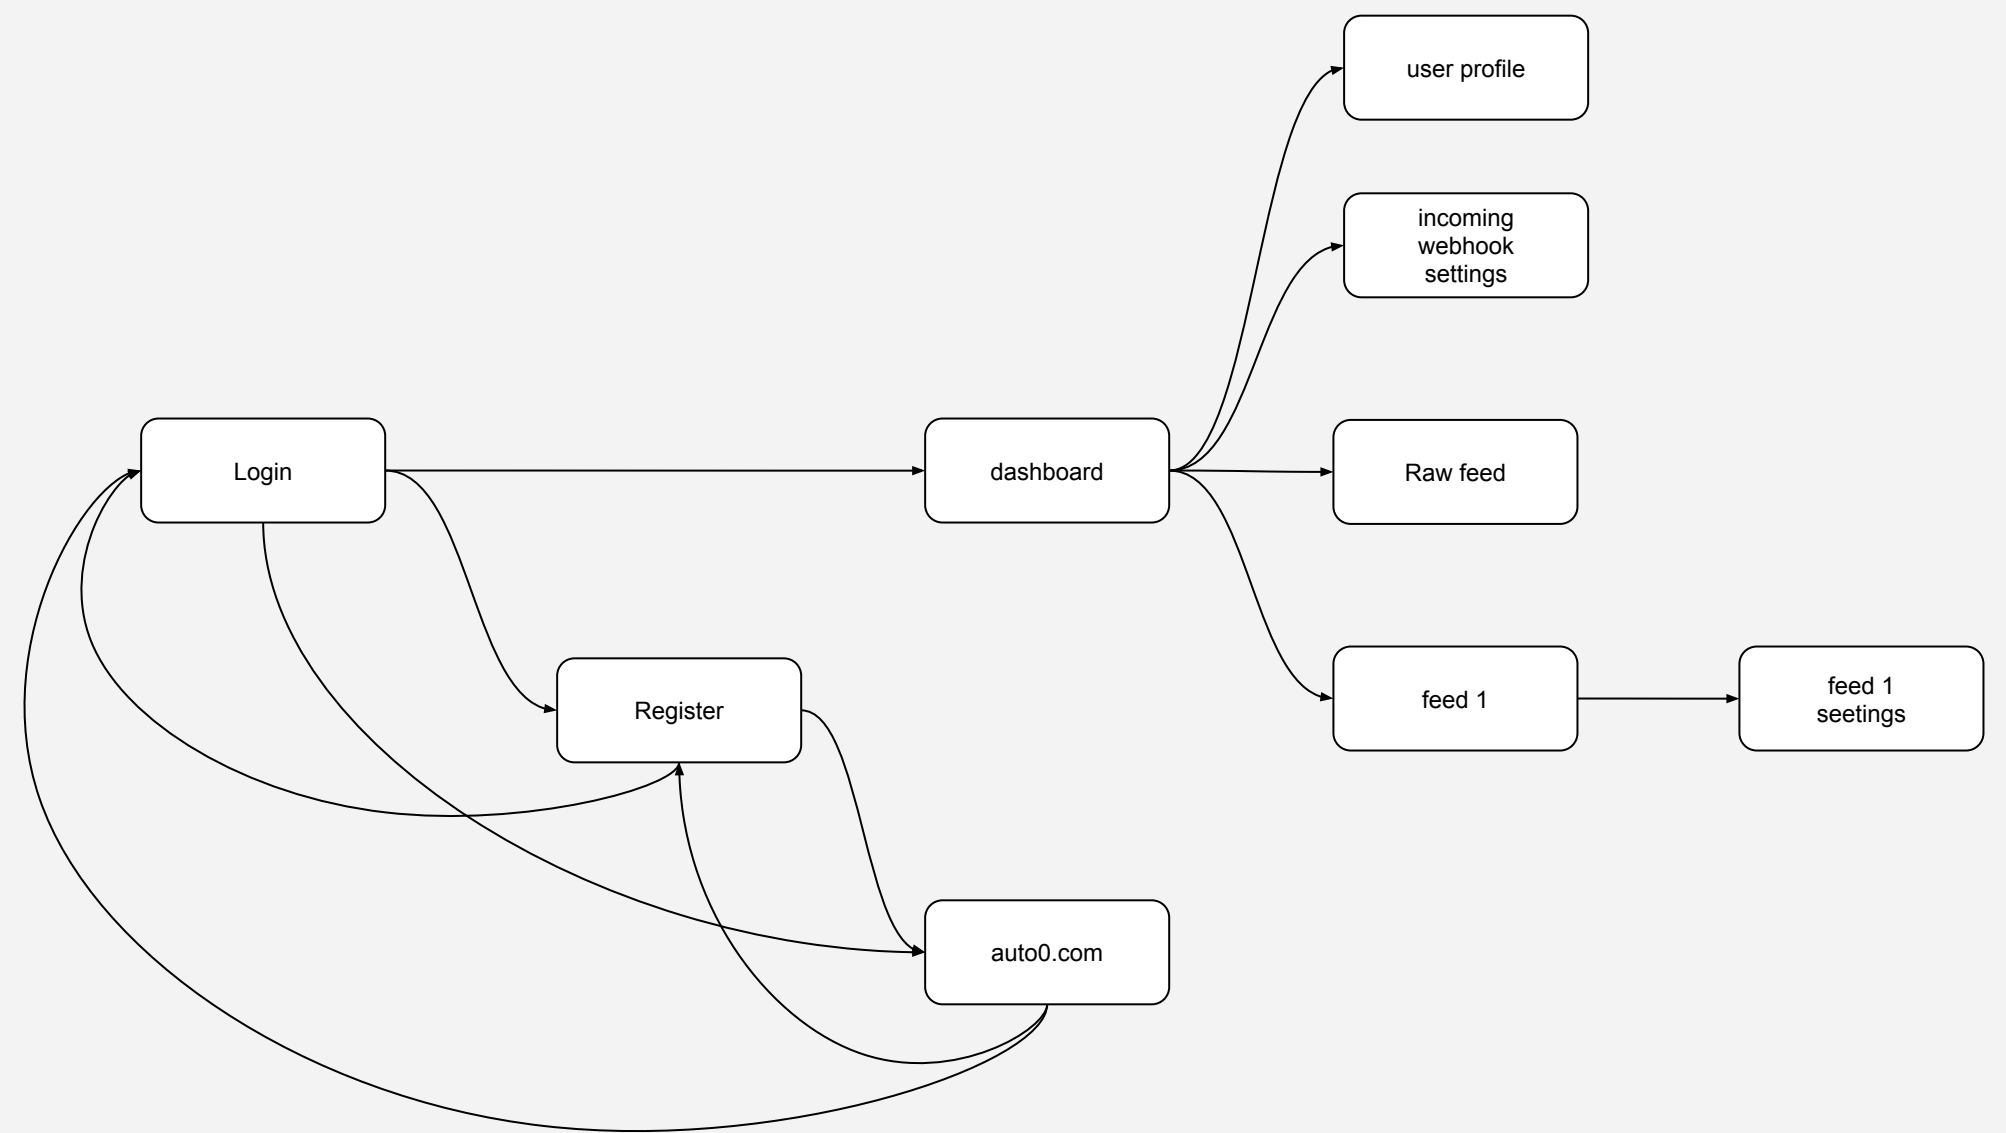 user profile
incoming
webhook
settings
Login
dashboard
Raw feed
Register
feed 1
feed 1
seetings
auto0.com